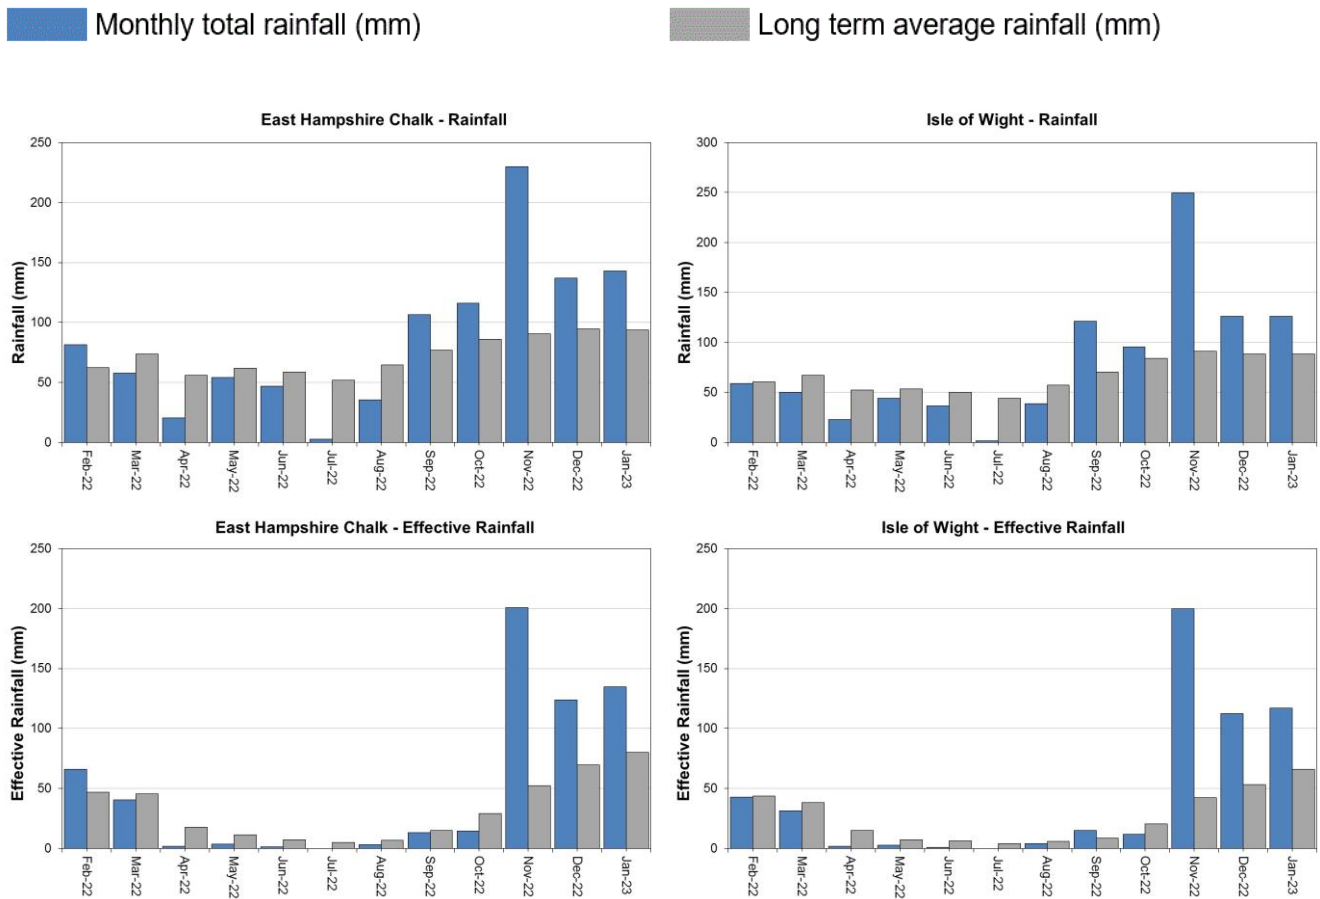 Monthly total rainfall (mm)
Long term average rainfall (mm)
East Hampshire Chalk - Rainfall
Rainfall (mm)
250
200
150
100
50
0
Feb-22
Mar-22
Apr-22
May-22
Jun-22
Jul-22
Aug-22
Sep-22
Oct-22
Nov-22
Dec-22
Jan-23
Isle of Wight - Rainfall
Rainfall (mm)
300
250
200
150
100
50
0
Feb-22
Mar-22
Apr-22
May-22
Jun-22
Jul-22
Aug-22
Sep-22
Oct-22
Nov-22
Dec-22
Jan-23
East Hampshire Chalk - Effective Rainfall
Effective Rainfall (mm)
250
200
150
100
50
0
Feb-22
Mar-22
Apr-22
May-22
Jun-22
Jul-22
Aug-22
Sep-22
Oct-22
Nov-22
Dec-22
Jan-23
Isle of Wight - Effective Rainfall
Effective Rainfall (mm)
250
200
150
100
50
0
Feb-22
Mar-22
Apr-22
May-22
Jun-22
Jul-22
Aug-22
Sep-22
Oct-22
Nov-22
Dec-22
Jan-23